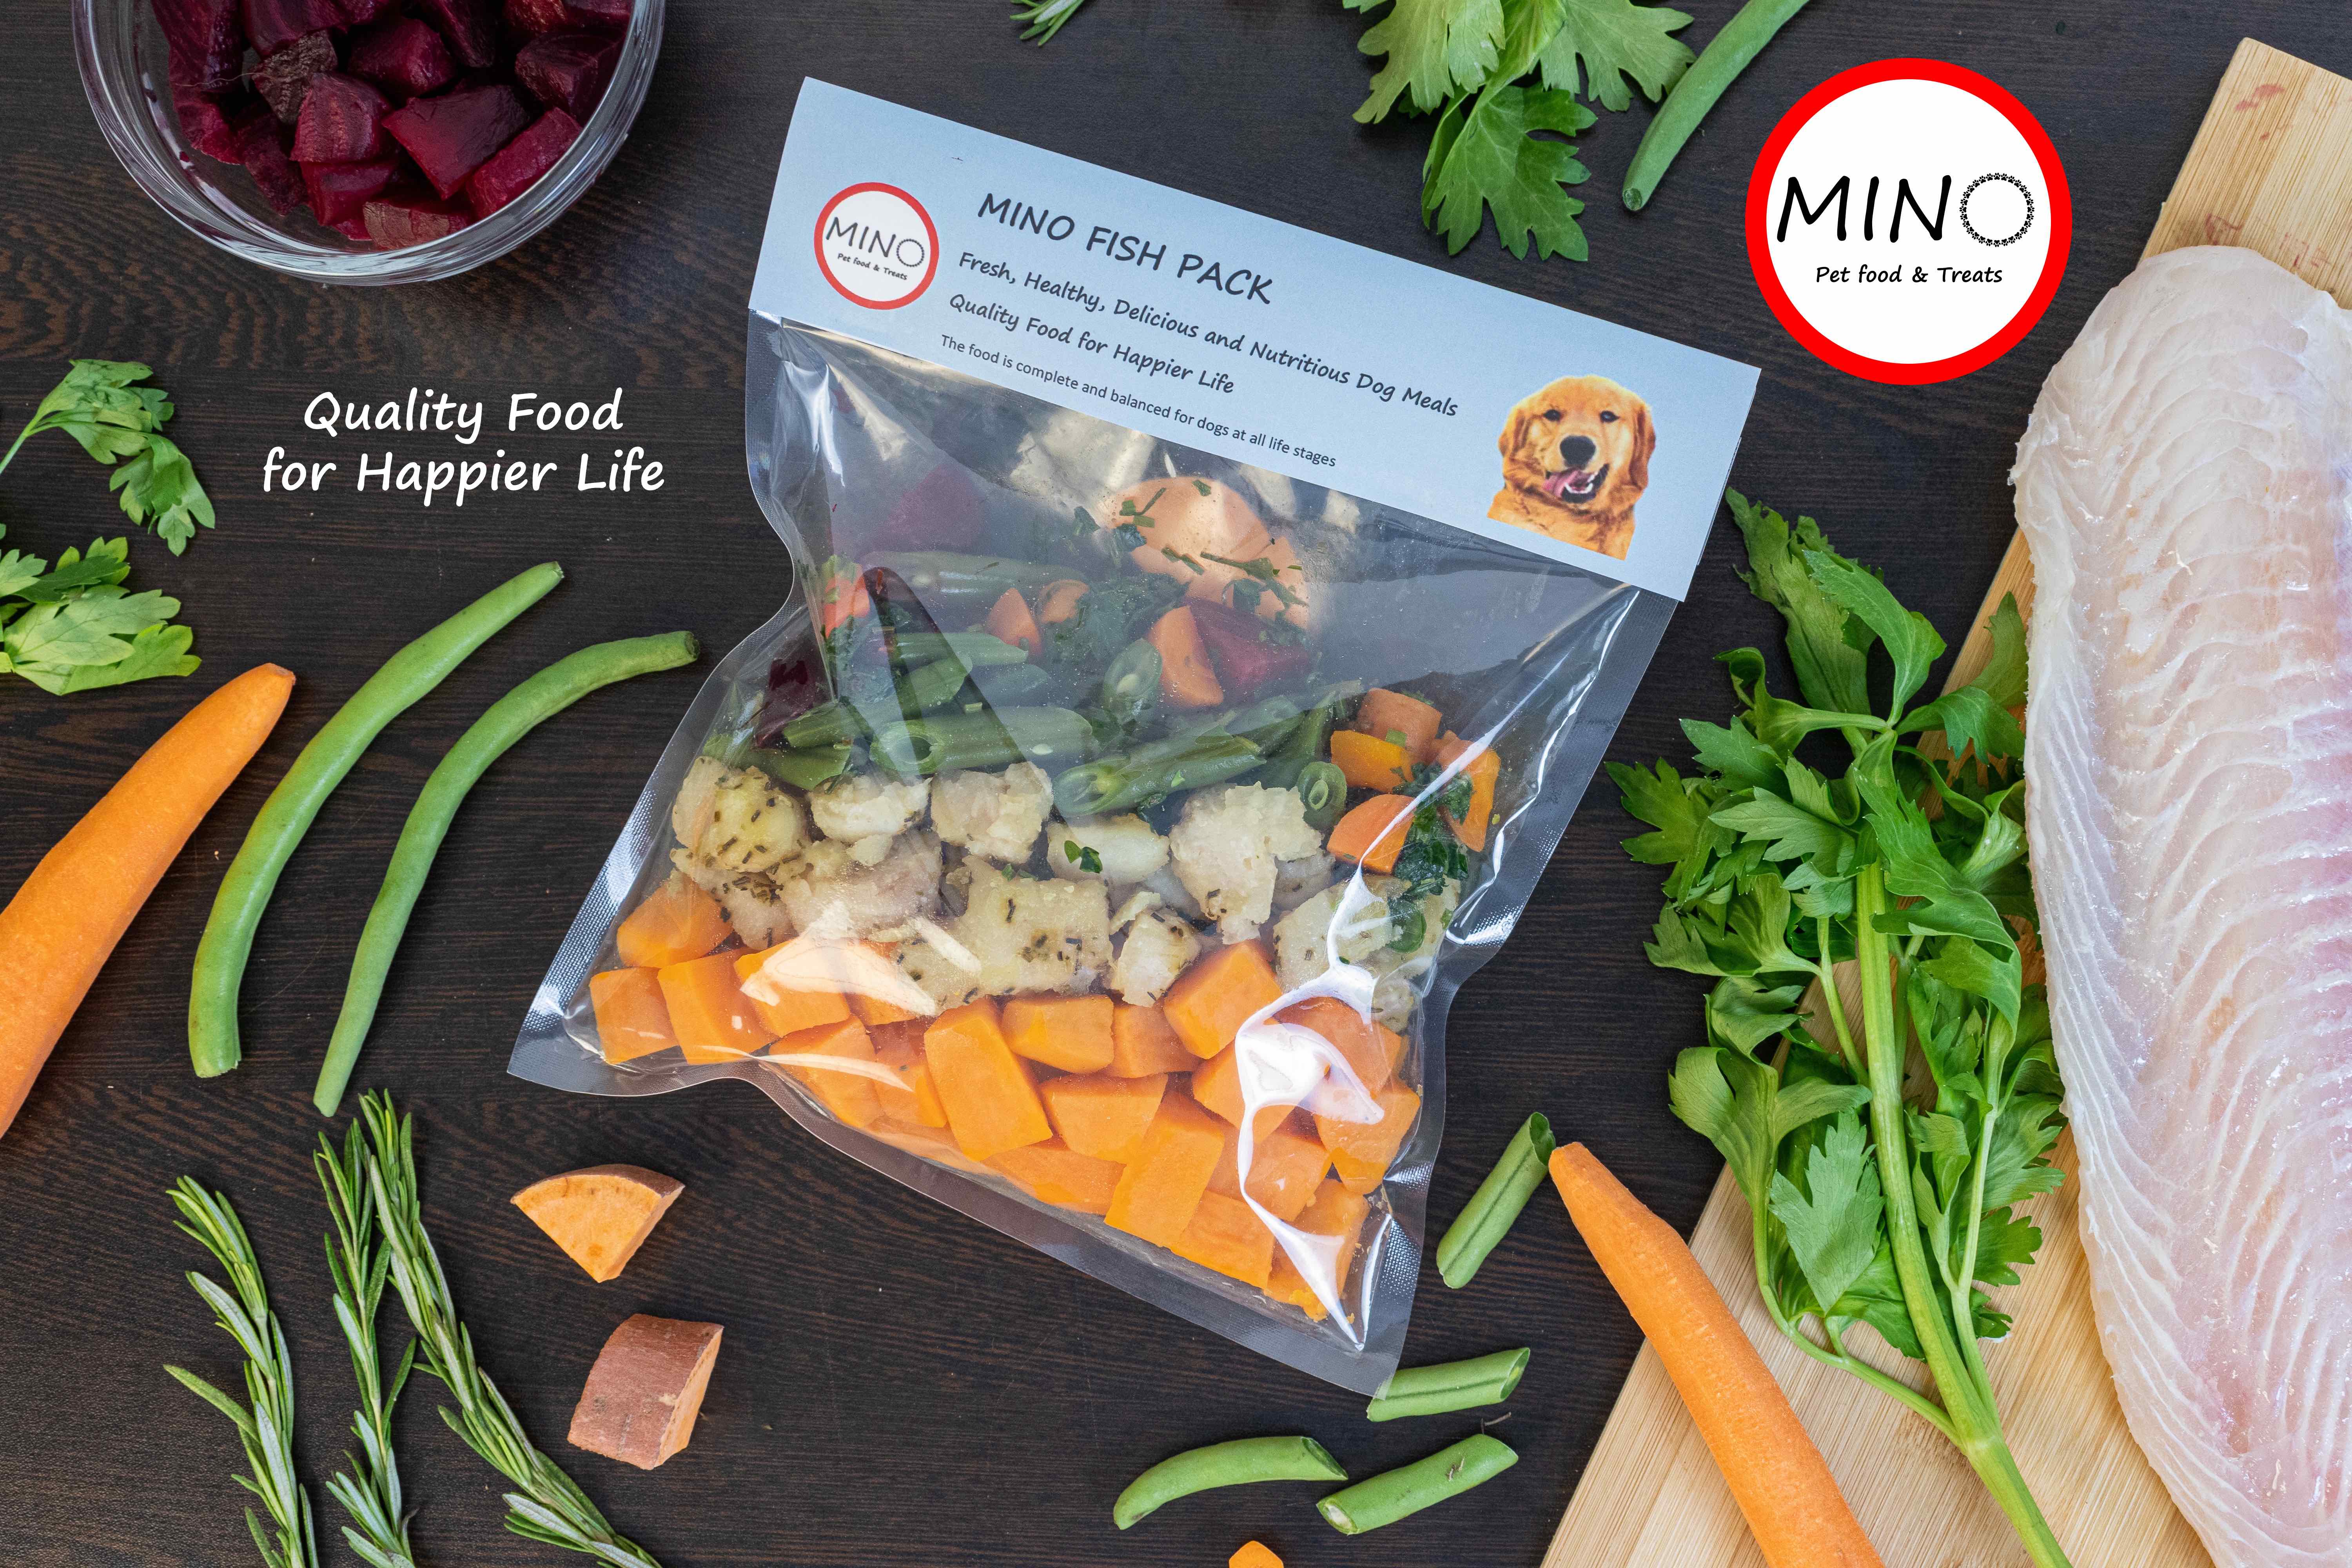 MINO
Pet food & Treats
MINO FISH PACK
Fresh, Healthy, Delicious and Nutritious Dog Meals
Quality Food for Happier Life
The food is complete and balanced for dogs at all life stages
MINO
Pet food & Treats
Quality Food
for Happier Life